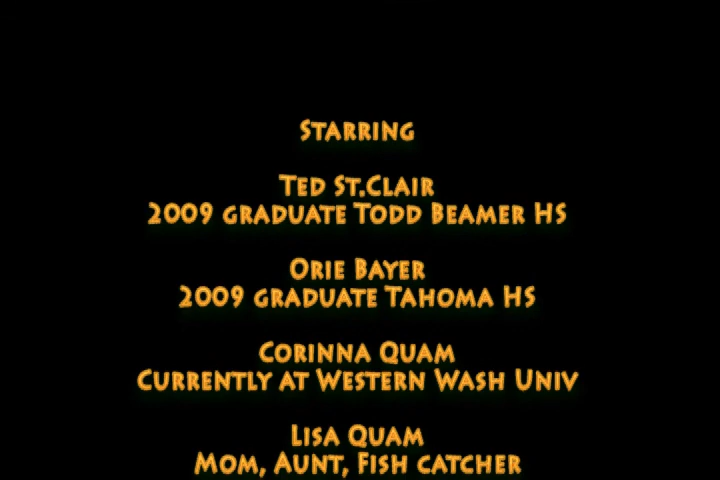 Starring
Ted St.Clair
2009 graduate Todd Beamer HS
Orie Bayer
2009 graduate Tahoma HS
Corinna Quam
Currently at Western Wash Univ
Lisa Quam
Mom, Aunt, Fish catcher